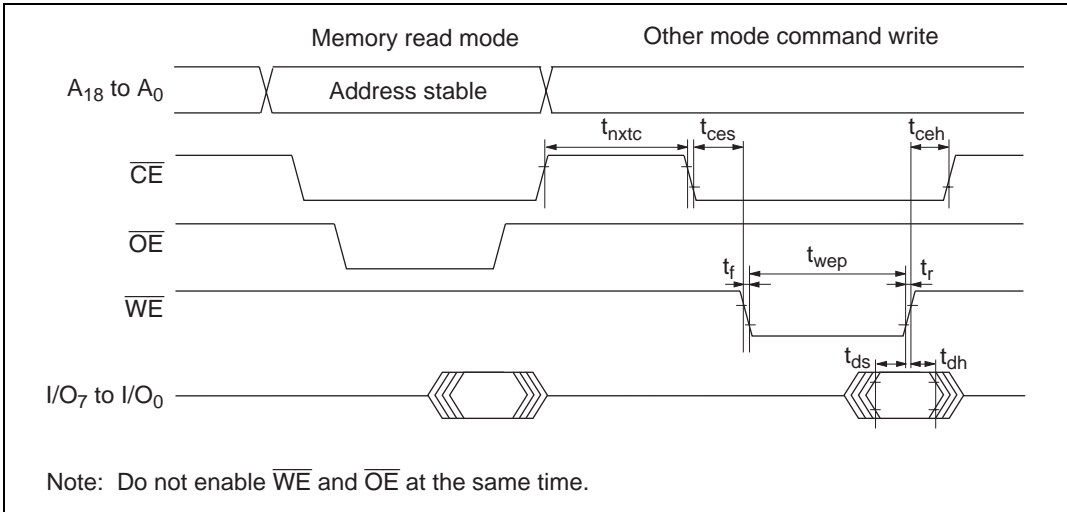 Memory read mode Other mode command write
A18 to A0 Address stable
tnxtc tces tceh
CE
OE
tf twep tr
WE
tds tdh
I/O7 to I/O0
Note: Do not enable WE and OE at the same time.